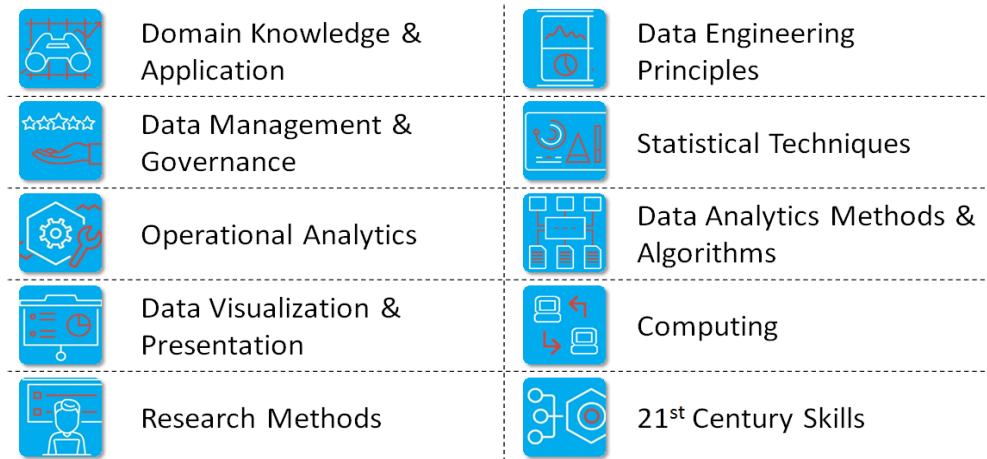 Domain Knowledge &
Application
Data Engineering
Principles
Data Management &
Governance
Statistical Techniques
Operational Analytics
Data Analytics Methods &
Algorithms
Data Visualization &
Presentation
Computing
Research Methods
21st Century Skills